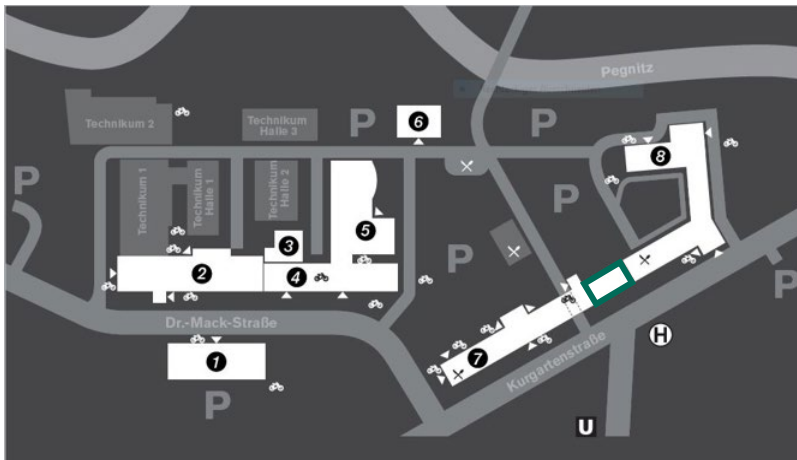 Pegnitz
Technikum 2
Technikum
Halle 3
P
6
P
8
P
Technikum 1
Technikum
Halle 1
Technikum
Halle 2
P
3
5
2
4
P
P
Dr.-Mack-Straße
H
1
7
Kurgartenstraße
P
U